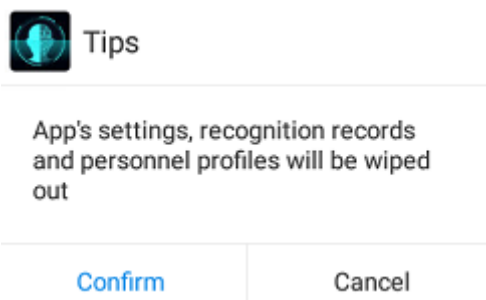 Tips
App's settings, recognition records
and personnel profiles will be wiped
out
Confirm Cancel